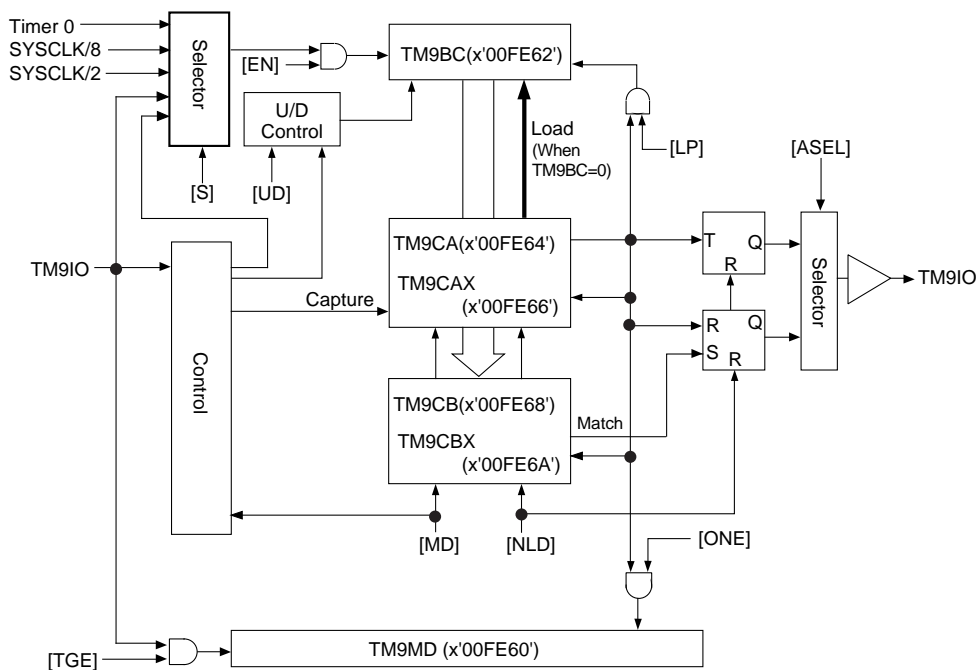 Timer 0
SYSCLK/8
SYSCLK/2
Selector
[EN]
TM9BC(x'00FE62')
U/D
Control
Load
(When
TM9BC=0)
[LP]
[ASEL]
[S]
[UD]
TM9CA(x'00FE64')
TM9CAX
(x'00FE66')
T
Q
R
Selector
TM9IO
TM9IO
Capture
Control
R
Q
S
R
TM9CB(x'00FE68')
TM9CBX
(x'00FE6A')
Match
[MD]
[NLD]
[ONE]
[TGE]
TM9MD (x'00FE60')